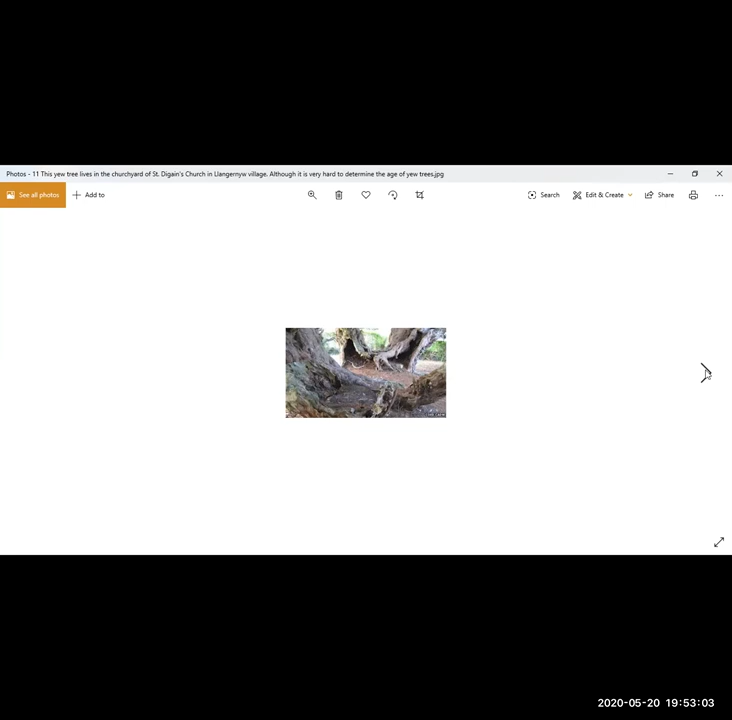 Photos - 11 This yew tree lives in the churchyard of St. Digain's Church in Llangernyw village. Although it is very hard to determine the age of yew trees.jpg
See all photos
Add to
Search
Edit & Create
Share
2020-05-20 19:53:03